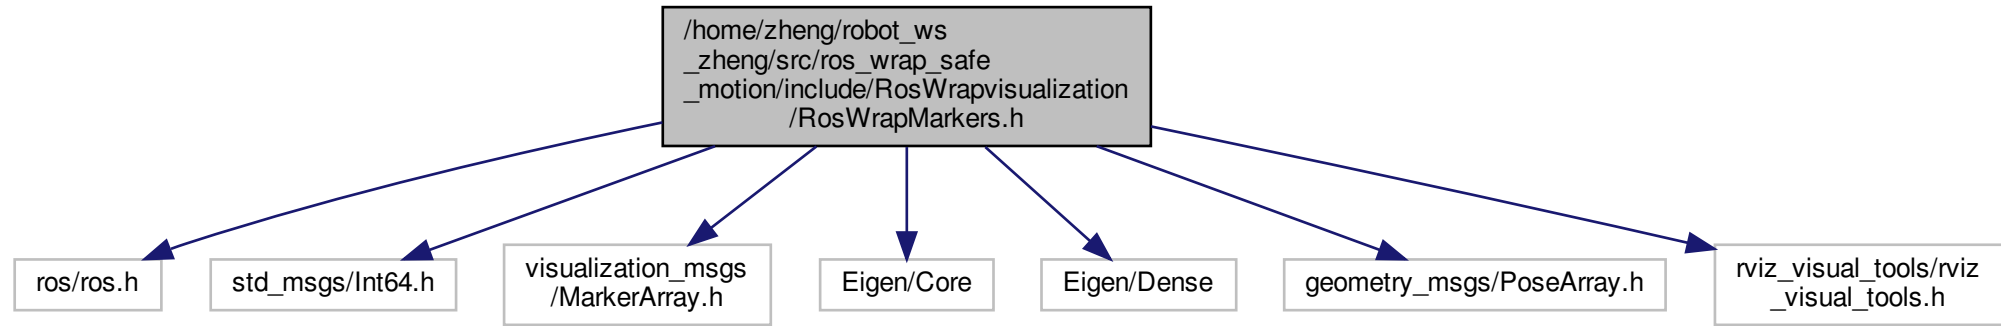 /home/zheng/robot_ws
_zheng/src/ros_wrap_safe
_motion/include/RosWrapvisualization
/RosWrapMarkers.h
ros/ros.h
std_msgs/Int64.h
visualization_msgs
/MarkerArray.h
Eigen/Core
Eigen/Dense
geometry_msgs/PoseArray.h
rviz_visual_tools/rviz
_visual_tools.h